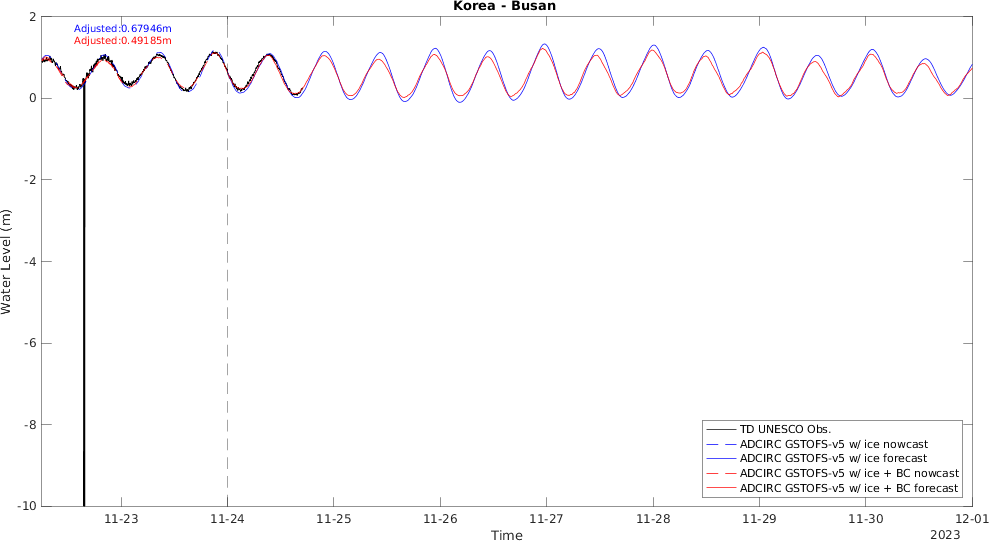 Korea - Busan
Adjusted:0.67946m
Adjusted:0.49185m
2
0
-2
-4
-6
-8
-10
Water Level (m)
TD UNESCO Obs.
ADCIRC GSTOFS-v5 w/ ice nowcast
ADCIRC GSTOFS-v5 w/ ice forecast
ADCIRC GSTOFS-v5 w/ ice + BC nowcast
ADCIRC GSTOFS-v5 w/ ice + BC forecast
11-23 11-24 11-25 11-26 11-27 11-28 11-29 11-30 12-01
Time
2023